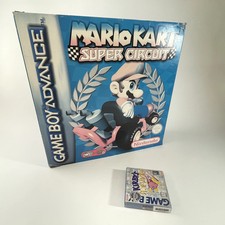 MARIO KART
SUPER CIRCUIT
GAME BOY ADVANCE
Nintendo
GAME BOY